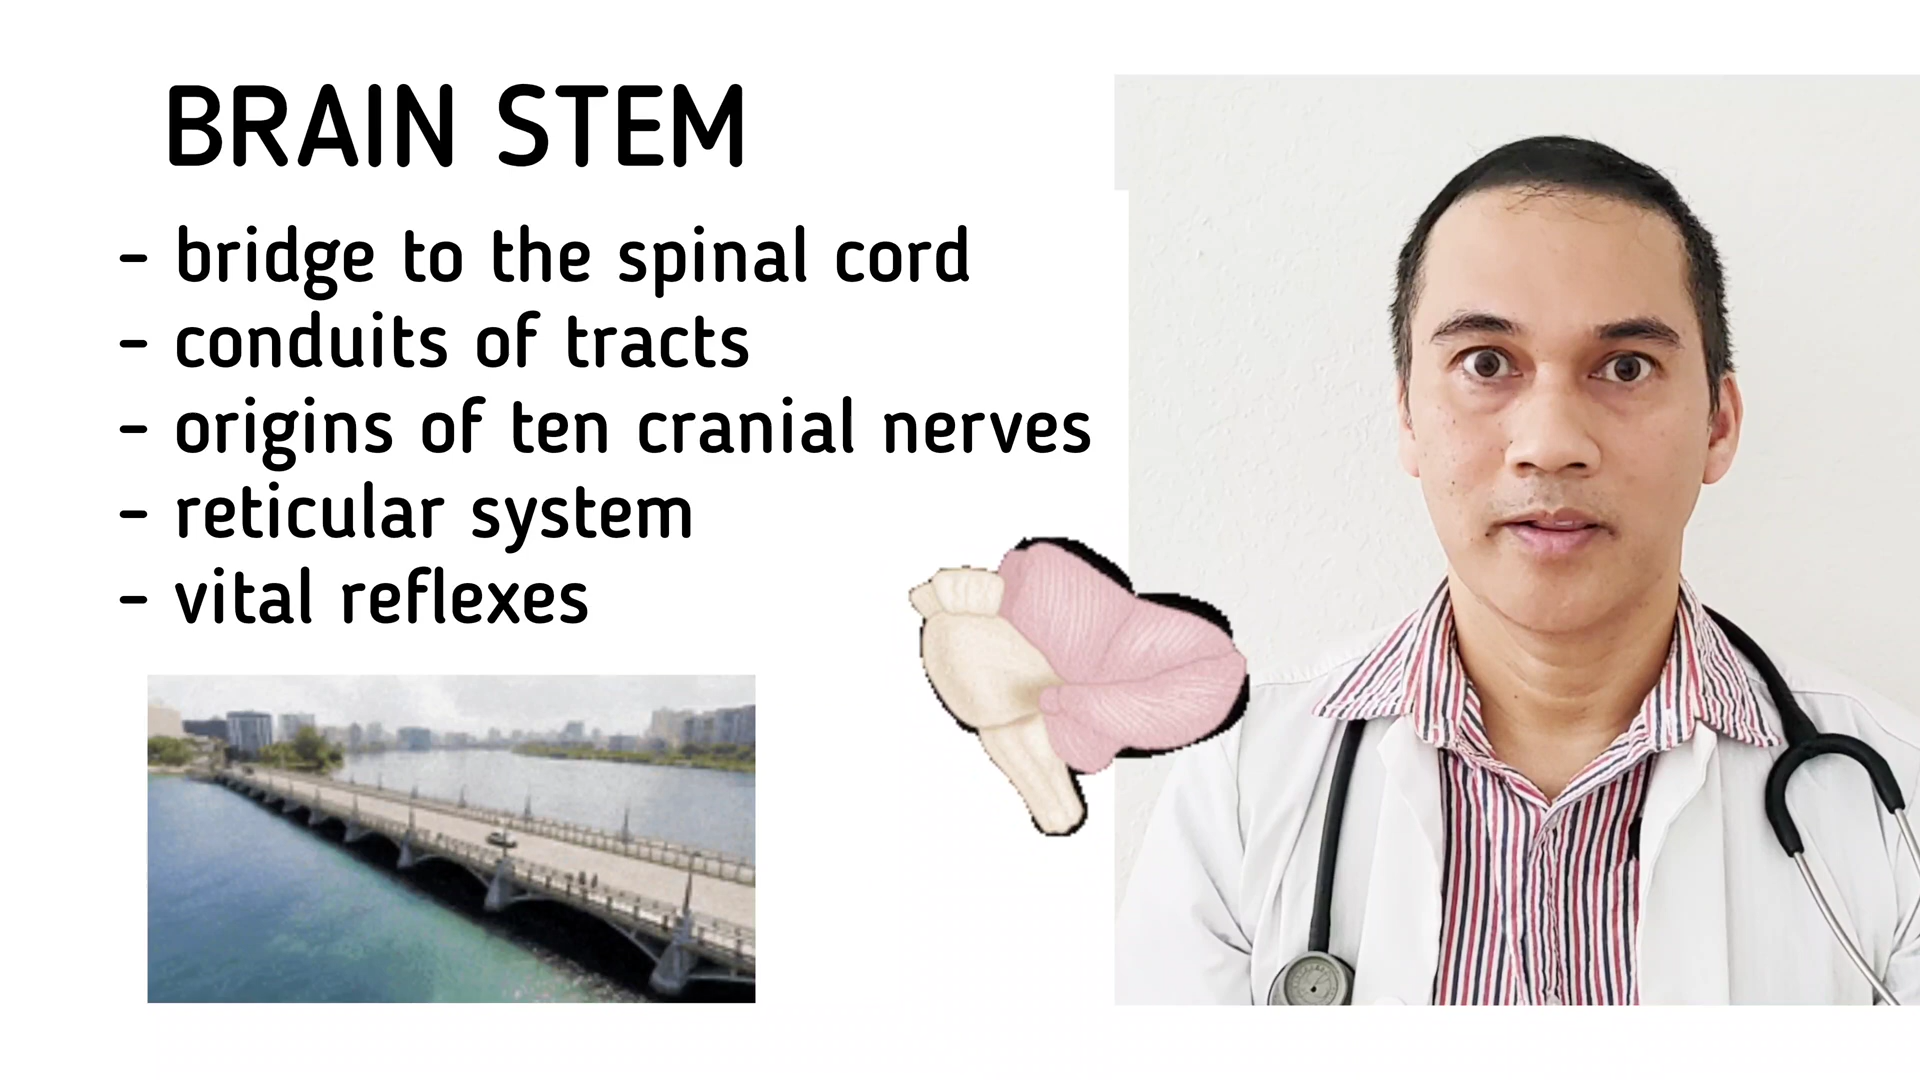 BRAIN STEM
- bridge to the spinal cord
- conduits of tracts
- origins of ten cranial nerves
- reticular system
- vital reflexes